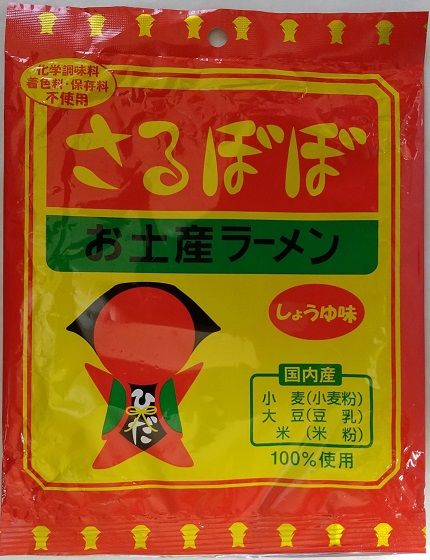 化学調味料
着色料・保存料
不使用
さるぼぼ
お土産ラーメン
しょうゆ味
ひだ
国内産
小麦(小麦粉)
大豆(豆乳)
米(米粉)
100%使用